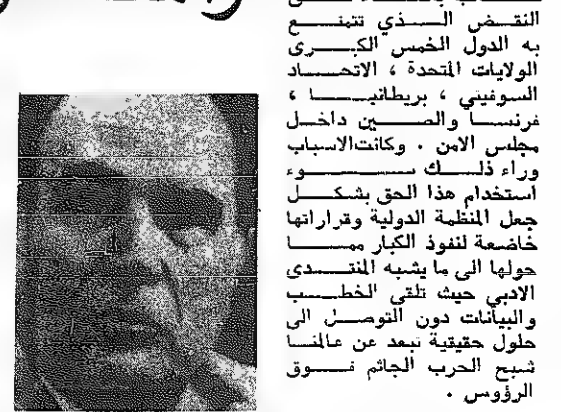 النقض الذي تتمتع
به الدول الخمس الكبرى
الولايات المتحدة ، الاتحاد
السوفيتي ، بريطانيا ،
فرنسا والصين داخل
مجلس الامن . وكانت الاسباب
وراء ذلك سوء
استخدام هذا الحق بشكل
جعل المنظمة الدولية وقراراتها
خاضعة لنفوذ الكبار مما
حولها الى ما يشبه المنتدى
الادبي حيث تلقى الخطب
والبيانات دون التوصل الى
حلول حقيقية تبعد عن عالمنا
شبح الحرب الجاثم فوق
الرؤوس .